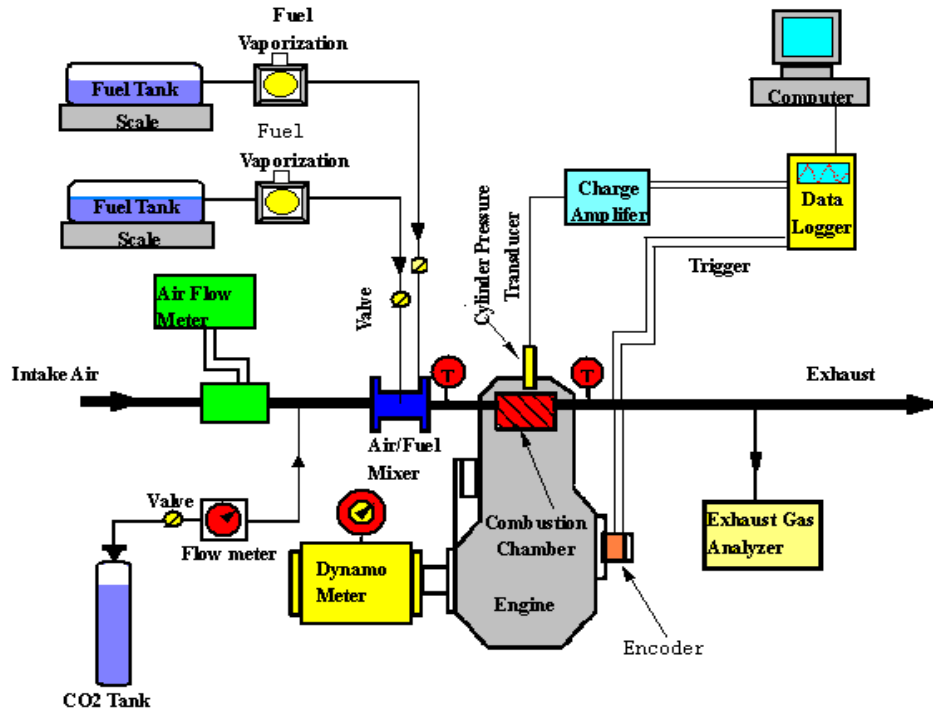 Fuel
Vaporization
Fuel Tank
Scale
Fuel
Vaporization
Fuel Tank
Scale
Computer
Charge
Amplifer
Data
Logger
Trigger
Cylinder Pressure
Transducer
Valve
Air Flow
Meter
Intake Air
T
T
Exhaust
Air/Fuel
Mixer
Valve
Flow meter
Combustion
Chamber
Exhaust Gas
Analyzer
Dynamo
Meter
Engine
Encoder
CO2 Tank